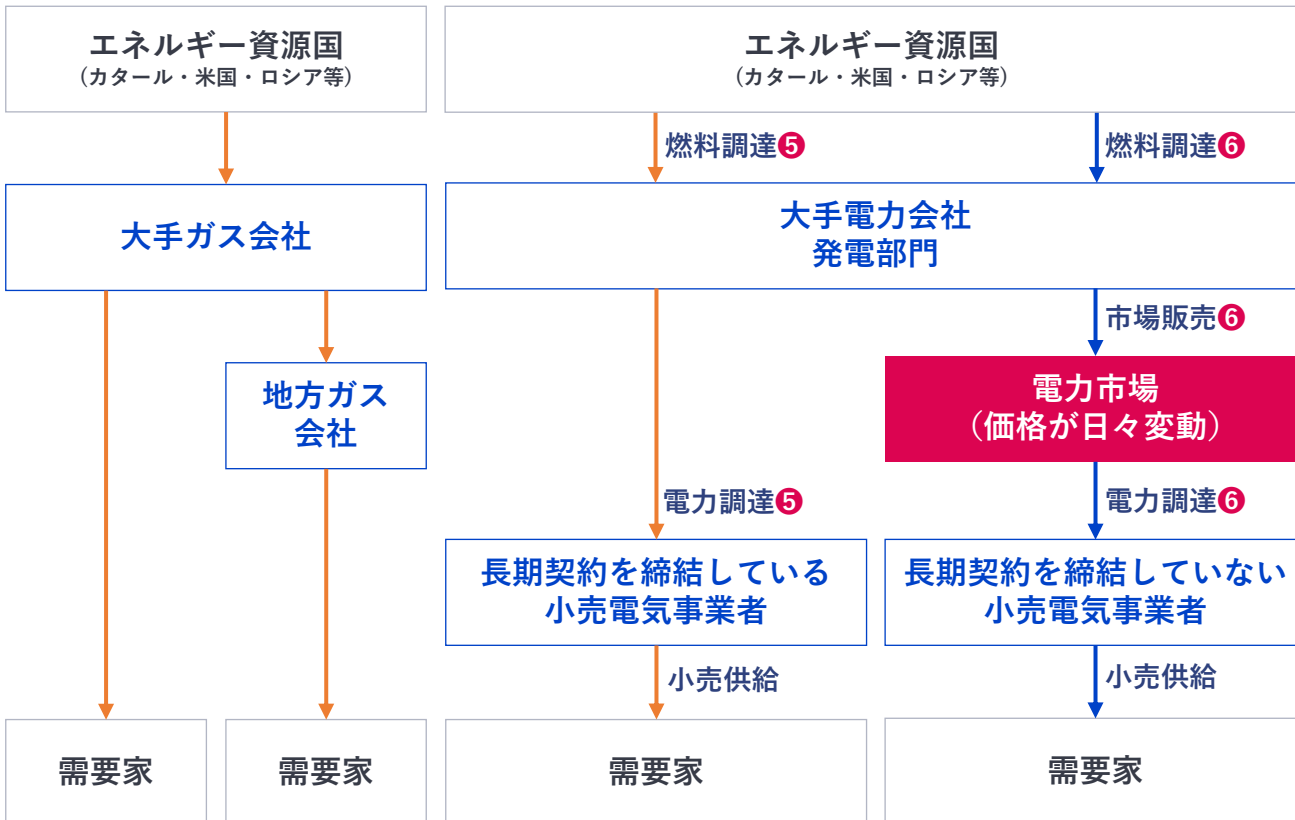 エネルギー資源国
(カタール・米国・ロシア等)
大手ガス会社
地方ガス
会社
需要家
需要家
エネルギー資源国
(カタール・米国・ロシア等)
燃料調達❺
燃料調達❻
大手電力会社
発電部門
市場販売❻
電力市場
（価格が日々変動）
電力調達❺
電力調達❻
長期契約を締結している
小売電気事業者
長期契約を締結していない
小売電気事業者
小売供給
小売供給
需要家
需要家